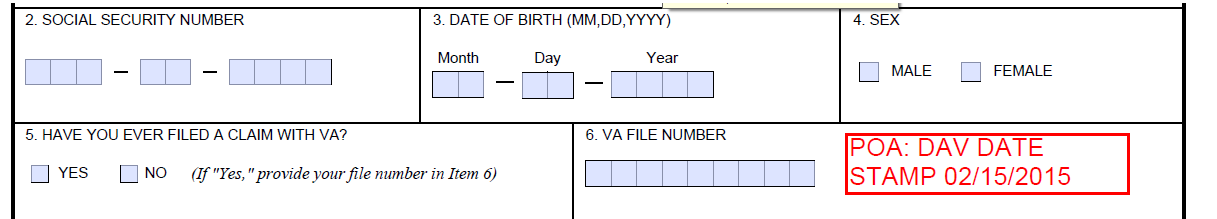 2. SOCIAL SECURITY NUMBER
3. DATE OF BIRTH (MM,DD,YYYY)
4. SEX
Month Day Year
MALE FEMALE
5. HAVE YOU EVER FILED A CLAIM WITH VA?
YES NO (If "Yes," provide your file number in Item 6)
6. VA FILE NUMBER
POA: DAV DATE
STAMP 02/15/2015